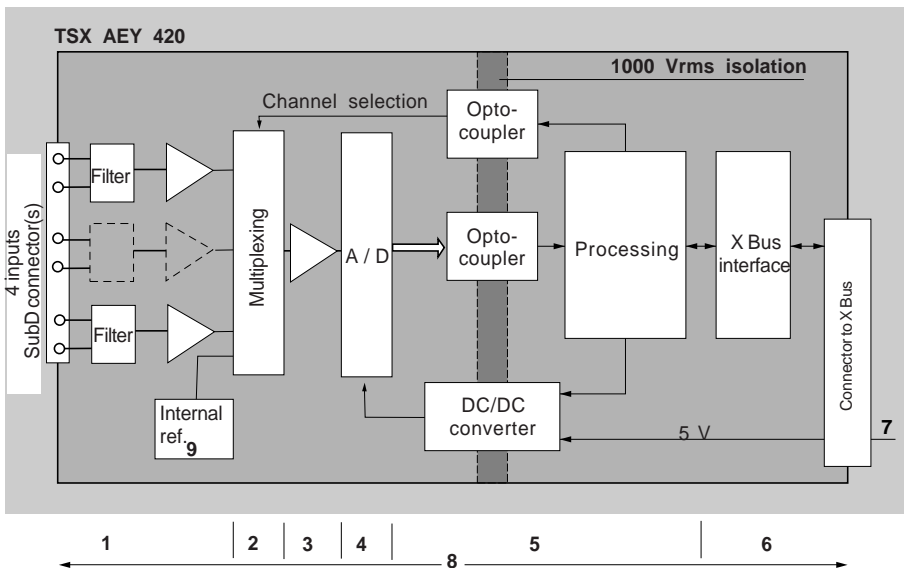 TSX AEY 420
1000 Vrms isolation
Channel selection
Opto-
coupler
4 inputs
SubD connector(s)
Filter
Multiplexing
A / D
Opto-
coupler
Processing
X Bus
interface
Connector to X Bus
Filter
Internal
ref.
9
DC/DC
converter
5 V
7
1
2
3
4
5
6
8